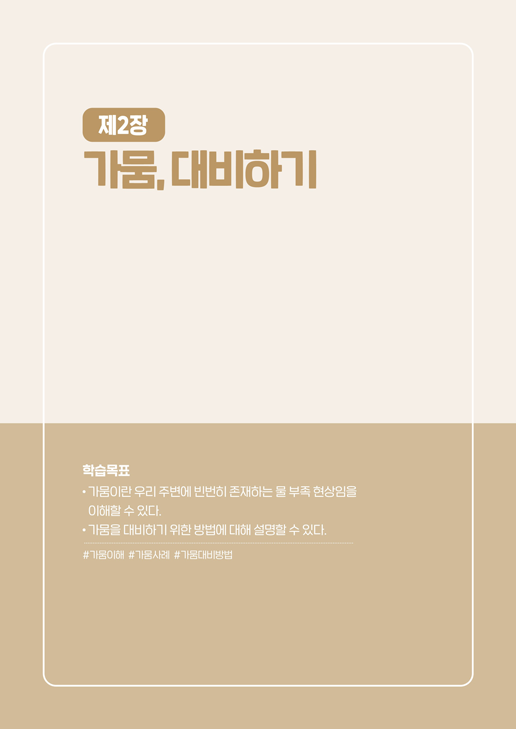 제2장
가뭄, 대비하기
학습목표
• 가뭄이란 우리 주변에 빈번히 존재하는 물 부족 현상임을
이해할 수 있다.
• 가뭄을 대비하기 위한 방법에 대해 설명할 수 있다.
#가뭄이해 #가뭄사례 #가뭄대비방법